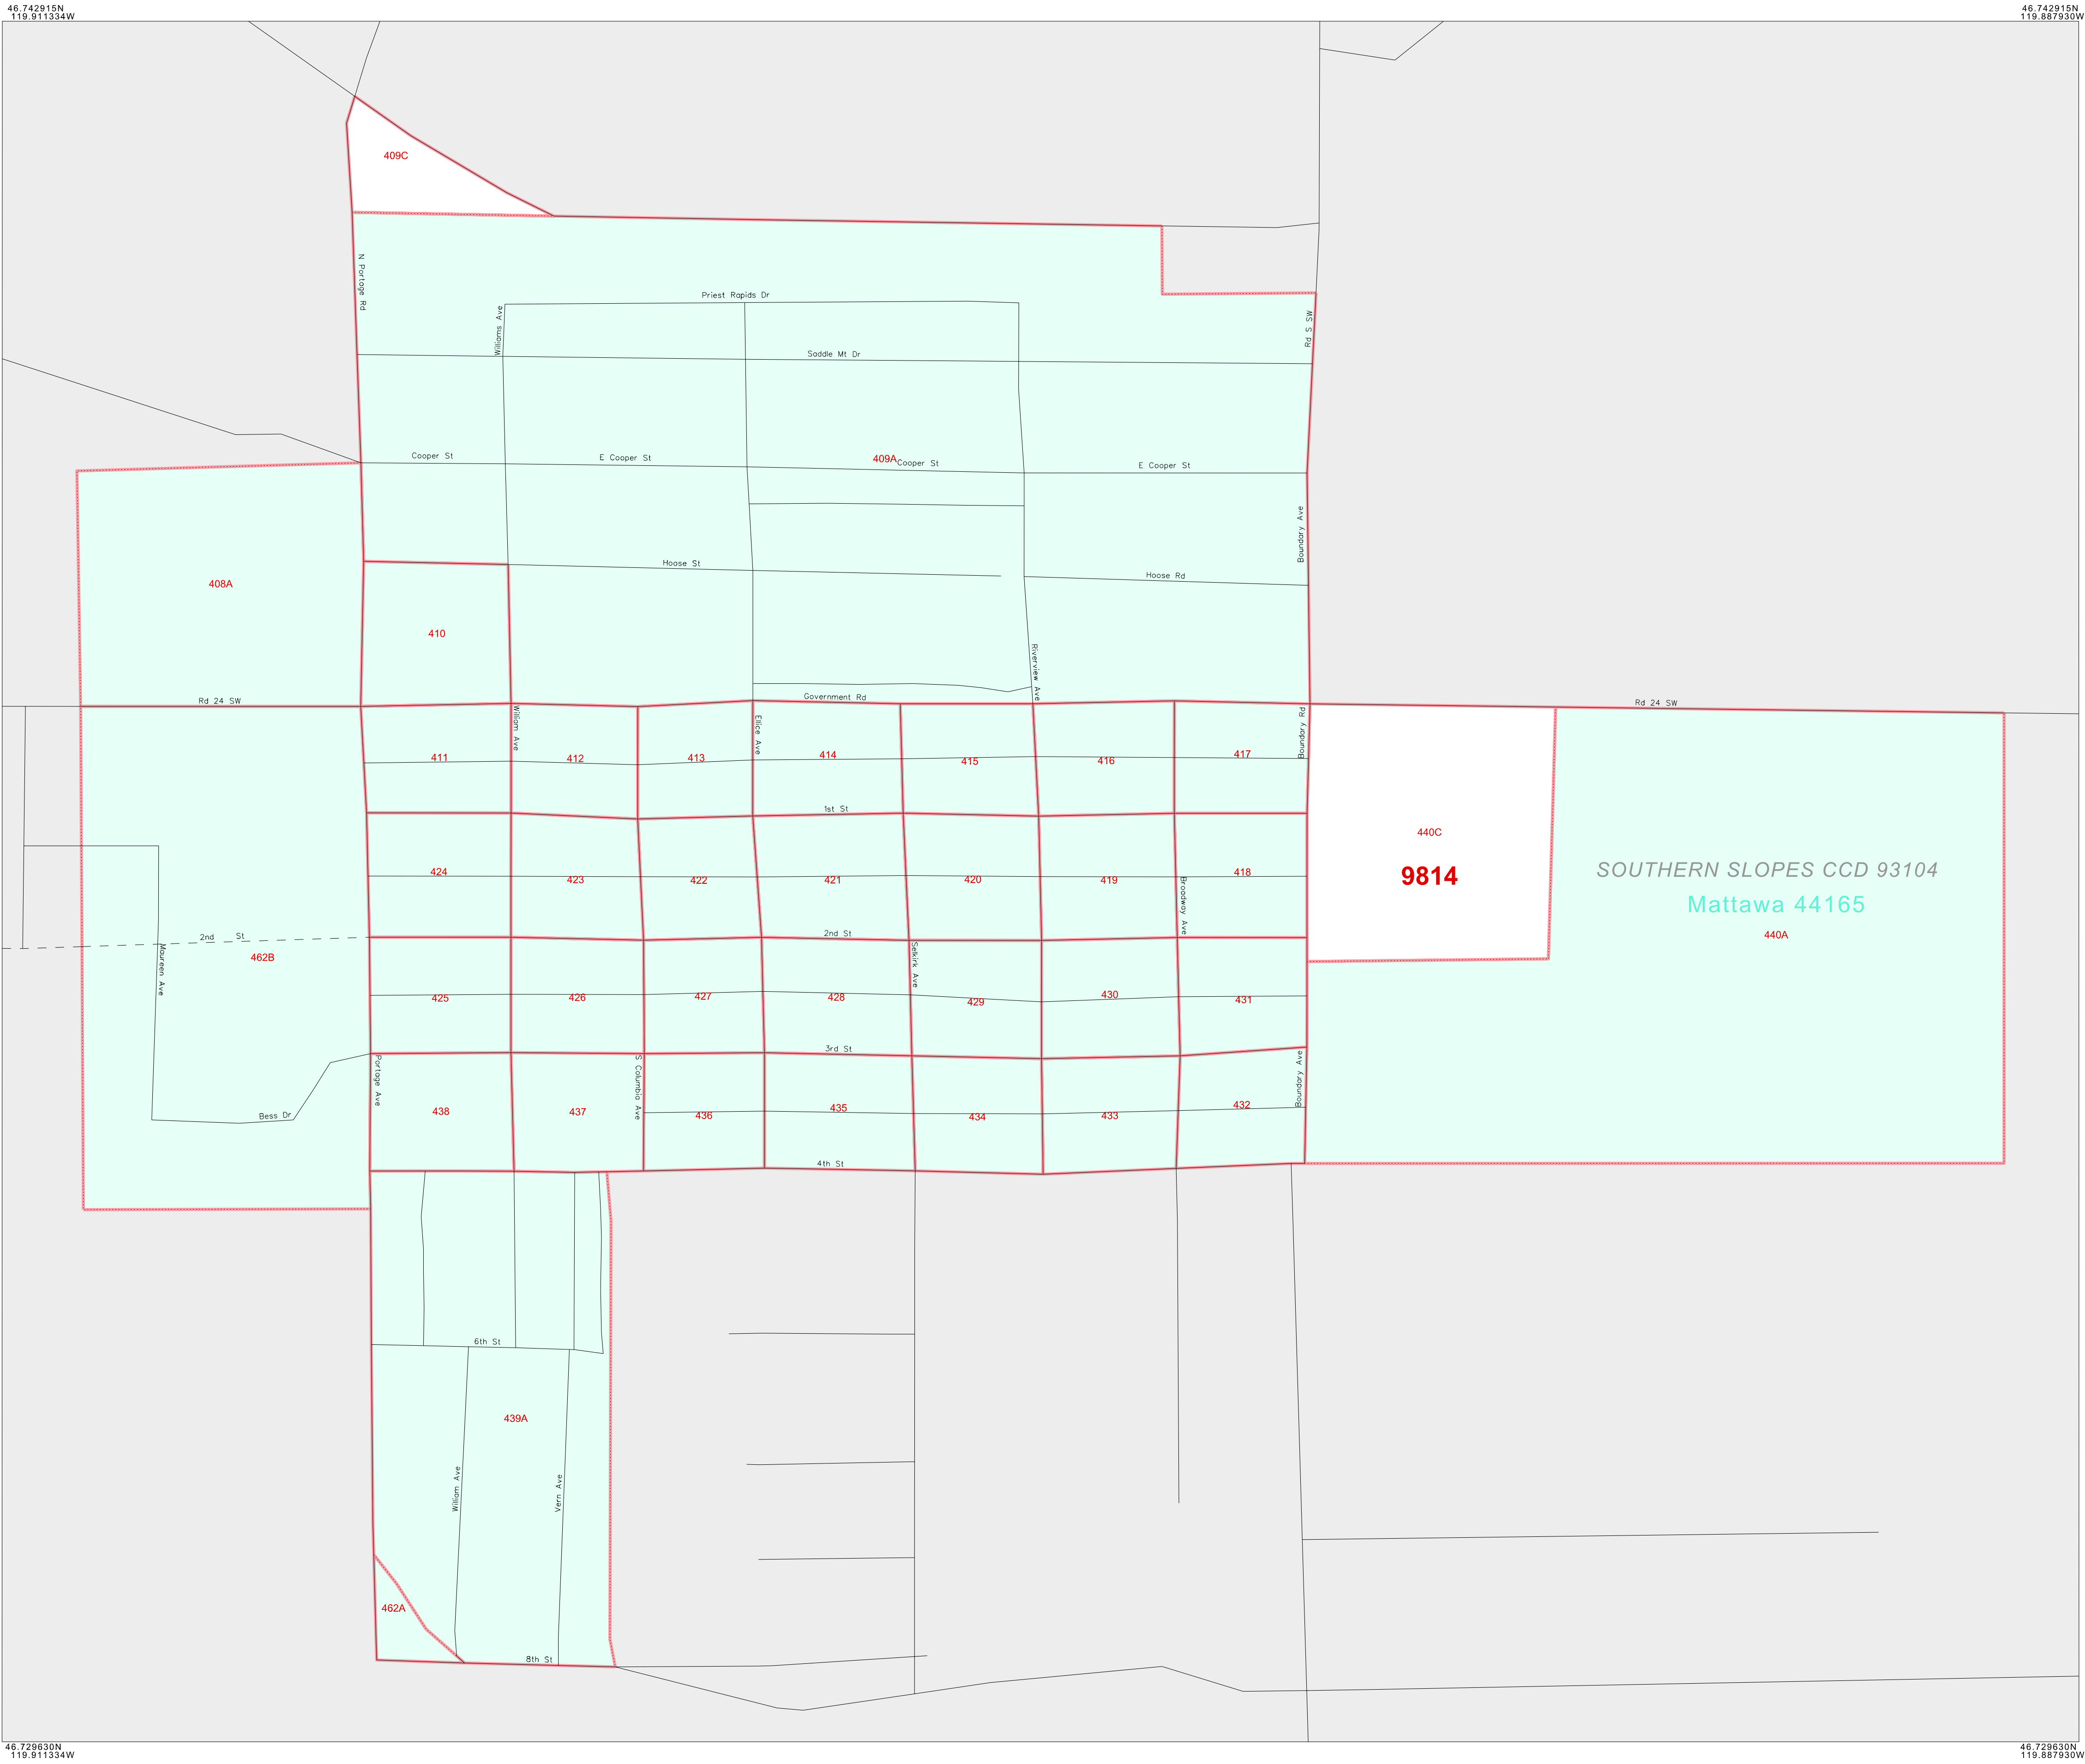 46.742915N
119.911334W
46.742915N
119.887930W
409C
N Portage Rd
Williams Ave
Priest Rapids Dr
Rd S SW
Saddle Mt Dr
Cooper St
E Cooper St
409A
Cooper St
E Cooper St
Boundary Ave
408A
Hoose St
Hoose Rd
410
Riverview Ave
Rd 24 SW
Government Rd
Rd 24 SW
William Ave
Ellice Ave
Boundary Rd
411
412
413
414
415
416
417
1st St
440C
424
423
422
421
420
419
418
9814
SOUTHERN SLOPES CCD 93104
Mattawa 44165
440A
Broadway Ave
2nd St
2nd St
462B
Maureen Ave
Selkirk Ave
425
426
427
428
429
430
431
3rd St
Portage Ave
S Columbia Ave
Boundary Ave
Bess Dr
438
437
436
435
434
433
432
4th St
6th St
439A
William Ave
Vern Ave
462A
8th St
46.729630N
119.911334W
46.729630N
119.887930W